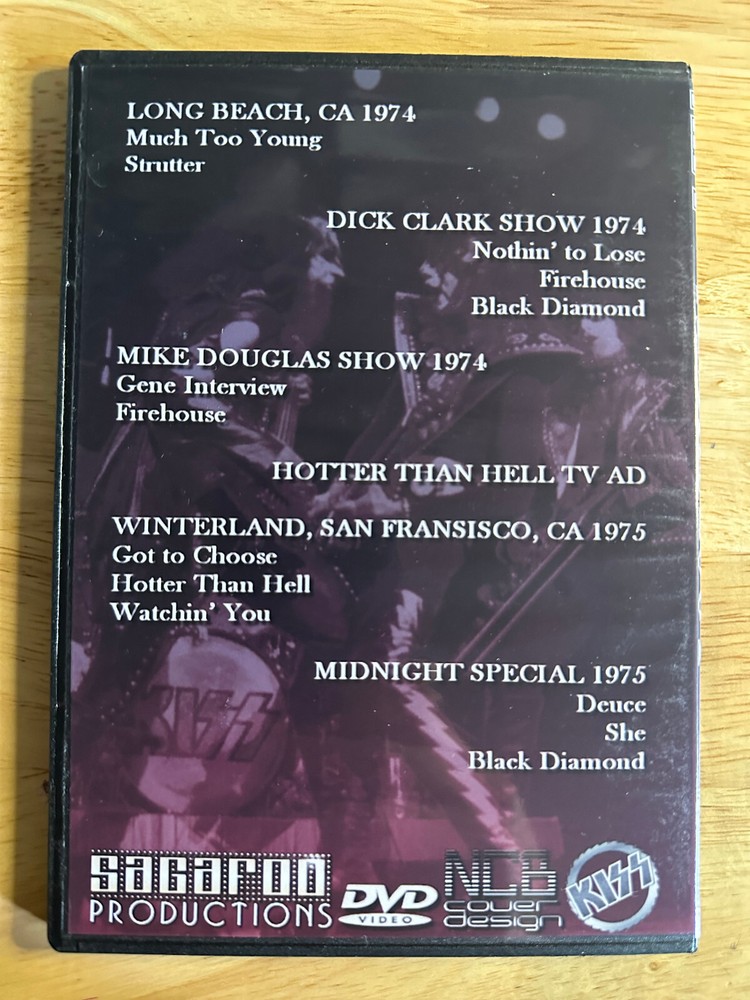 LONG BEACH, CA 1974
Much Too Young
Strutter
DICK CLARK SHOW 1974
Nothin' to Lose
Firehouse
Black Diamond
MIKE DOUGLAS SHOW 1974
Gene Interview
Firehouse
HOTTER THAN HELL TV AD
WINTERLAND, SAN FRANSISCO, CA 1975
Got to Choose
Hotter Than Hell
Watchin' You
MIDNIGHT SPECIAL 1975
Deuce
She
Black Diamond
KISS
SAGAFOO
PRODUCTIONS
DVD
VIDEO
cover
design
KISS